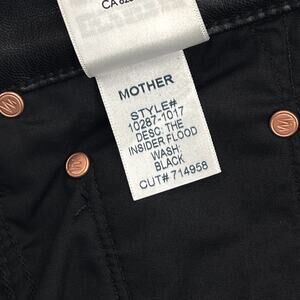 MOTHER
STYLE#
10287-1017
DESC: THE
INSIDER FLOOD
WASH:
BLACK
CUT# 714958